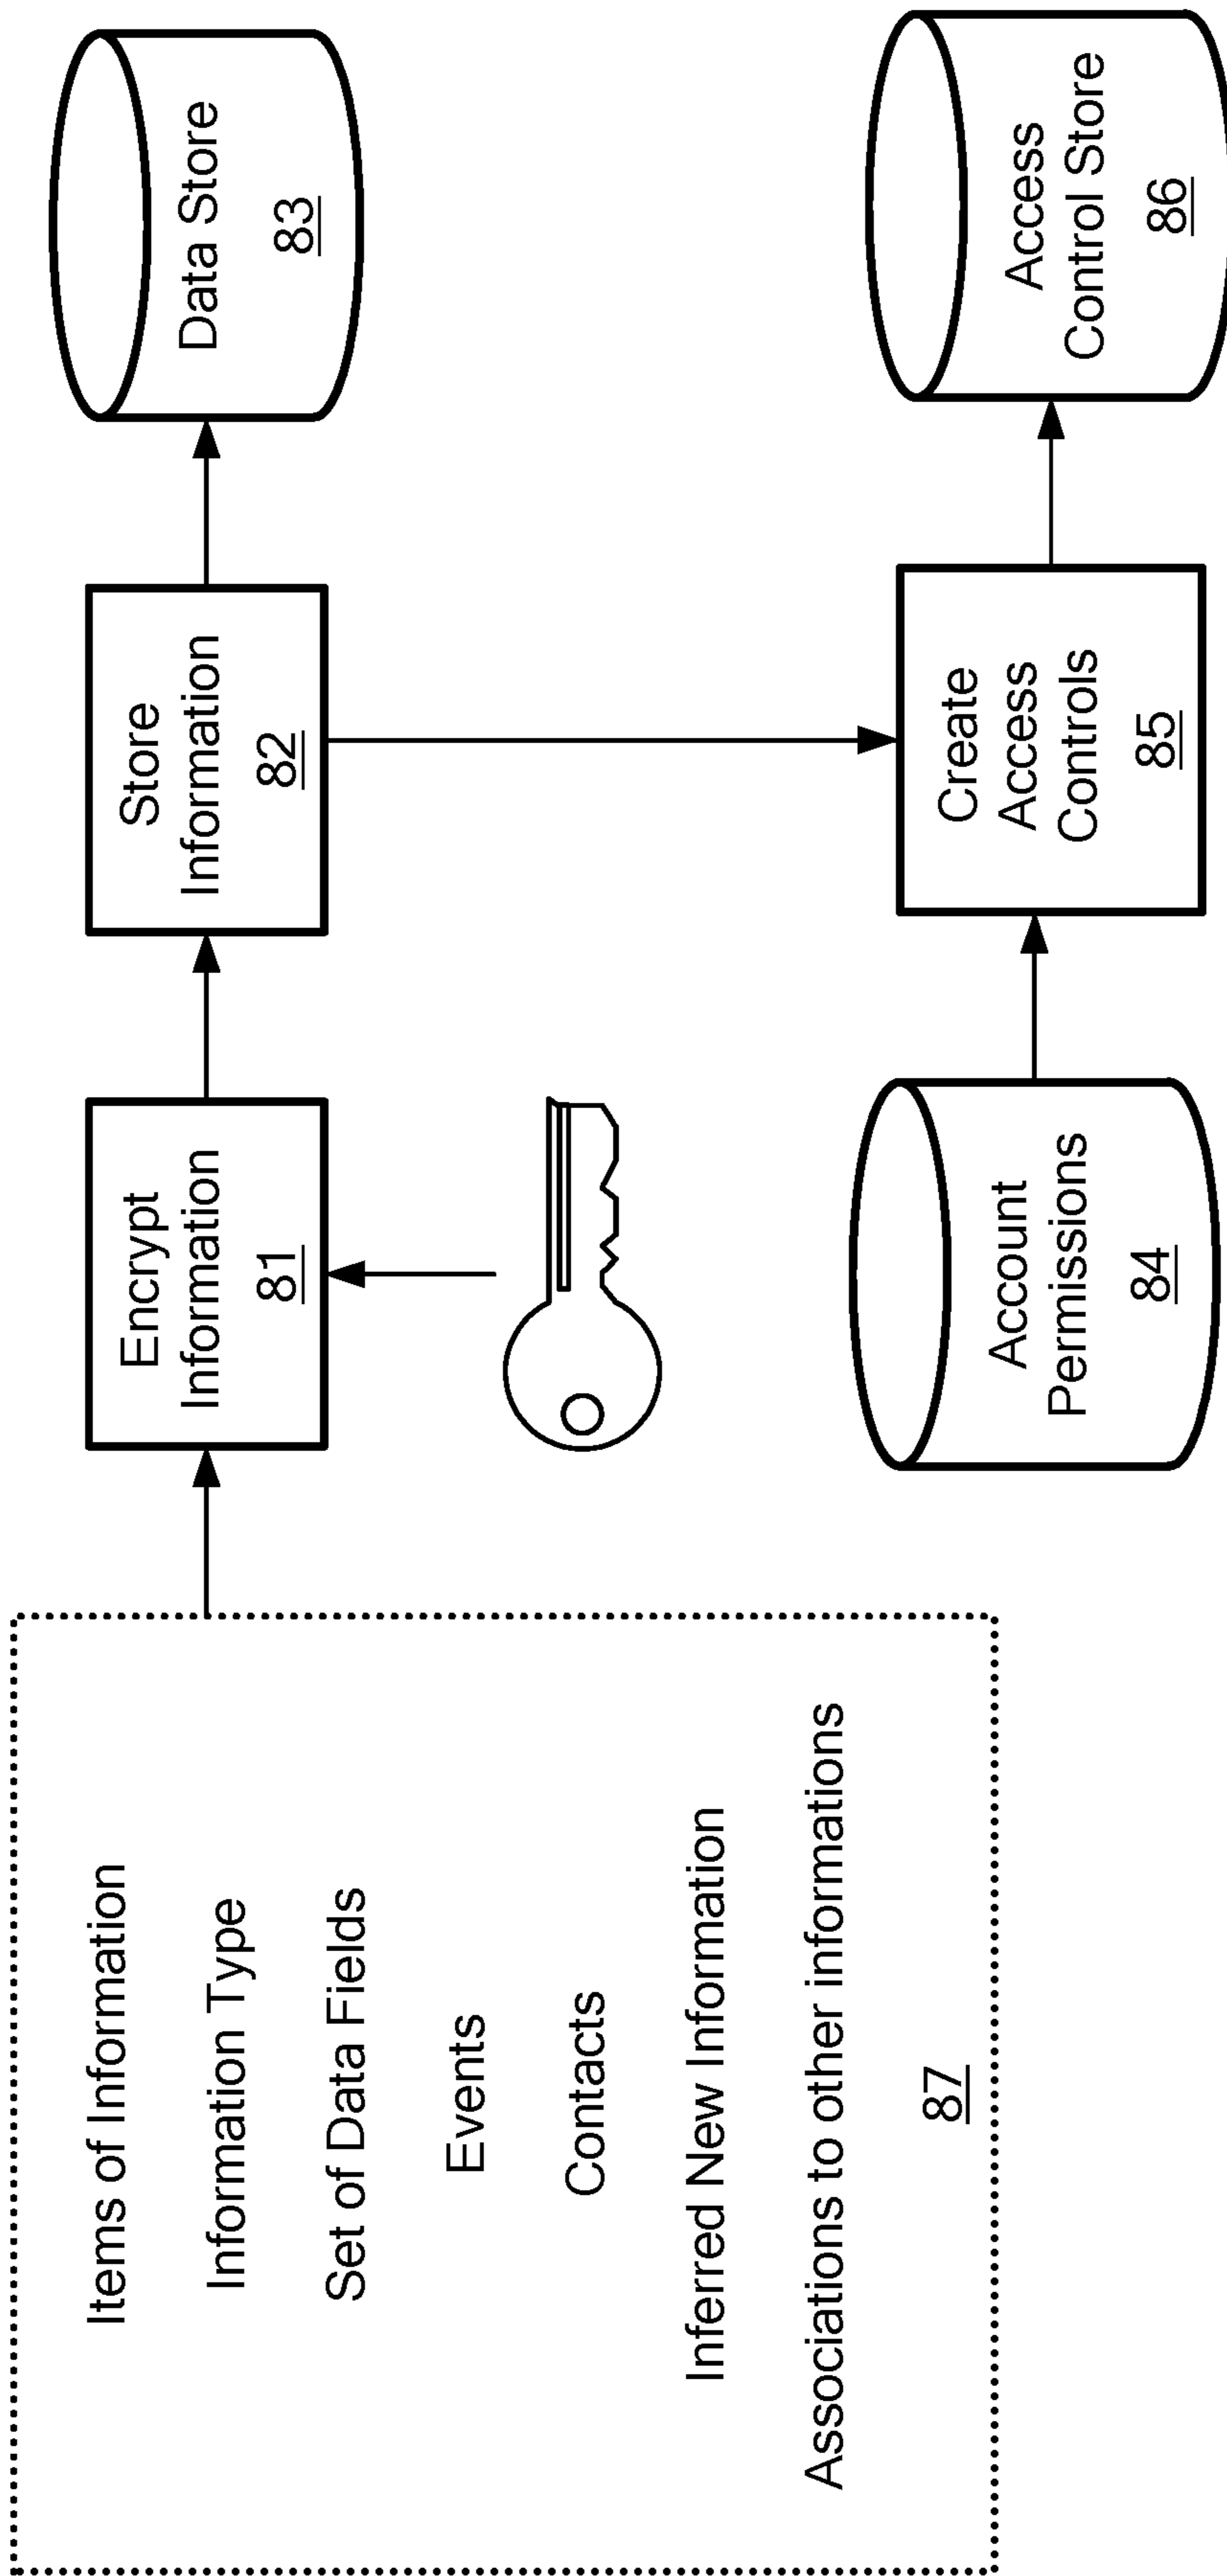 Items of Information
Information Type
Set of Data Fields
Events
Contacts
Inferred New Information
Associations to other informations
87
Encrypt
Information
81
Store
Information
82
Data Store
83
Account
Permissions
84
Create
Access
Controls
85
Access
Control Store
86